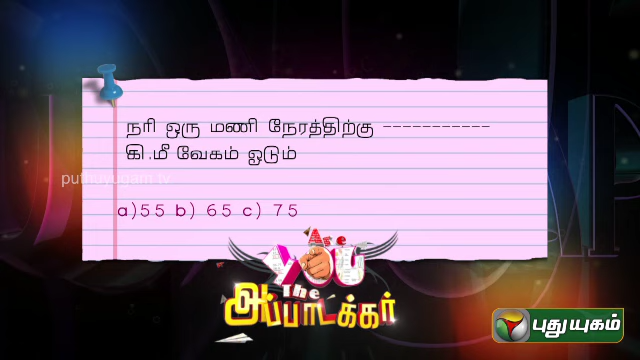 நரி ஒரு மணி நேரத்திற்கு -----------
கி.மீ வேகம் ஓடும்
puthuyugam.tv
a)55 b) 65 c) 75
Are
YOU
The
அப்பாடக்கர்
புதுயுகம்